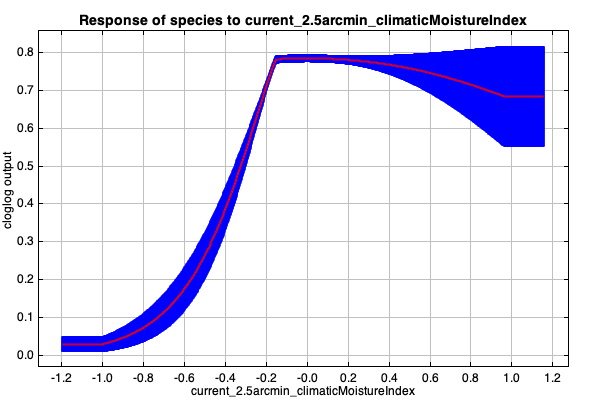 Response of species to current_2.5arcmin_climaticMoistureIndex
cloglog output
0.8
0.7
0.6
0.5
0.4
0.3
0.2
0.1
0.0
-1.2 -1.0 -0.8 -0.6 -0.4 -0.2 -0.0 0.2 0.4 0.6 0.8 1.0 1.2
current_2.5arcmin_climaticMoistureIndex